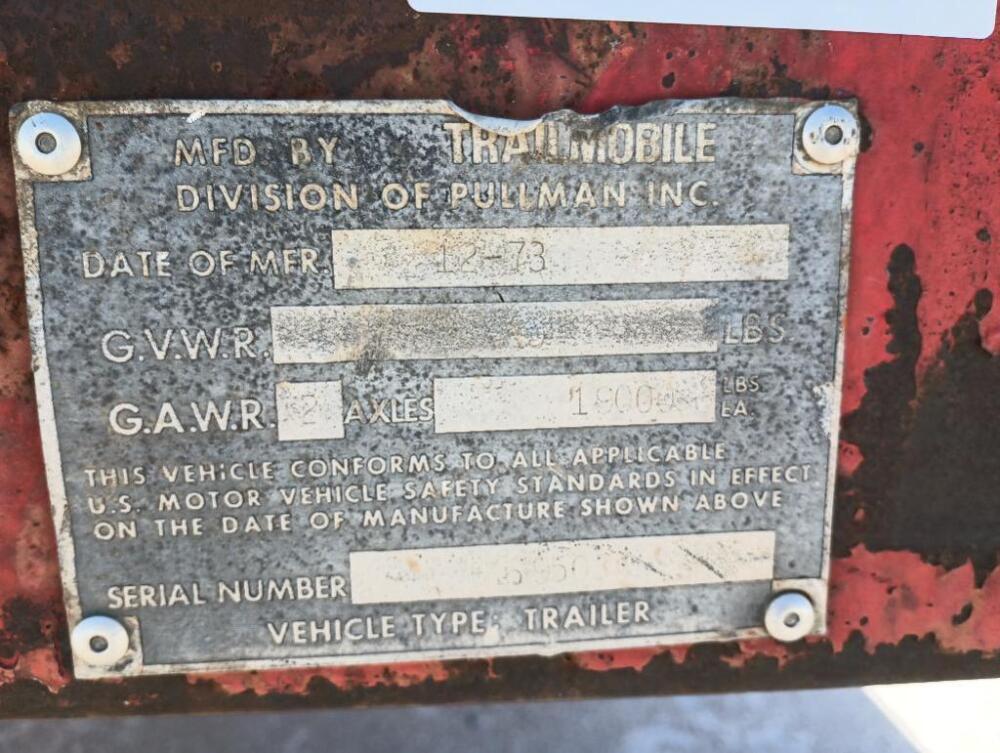 MFD BY TRAILMOBILE
DIVISION OF PULLMAN INC.
DATE OF MFR. 12-73
G.V.W.R. LBS.
G.A.W.R. 2 AXLES LBS. EA.
THIS VEHICLE CONFORMS TO ALL APPLICABLE
U.S. MOTOR VEHICLE SAFETY STANDARDS IN EFFECT
ON THE DATE OF MANUFACTURE SHOWN ABOVE
SERIAL NUMBER
VEHICLE TYPE: TRAILER